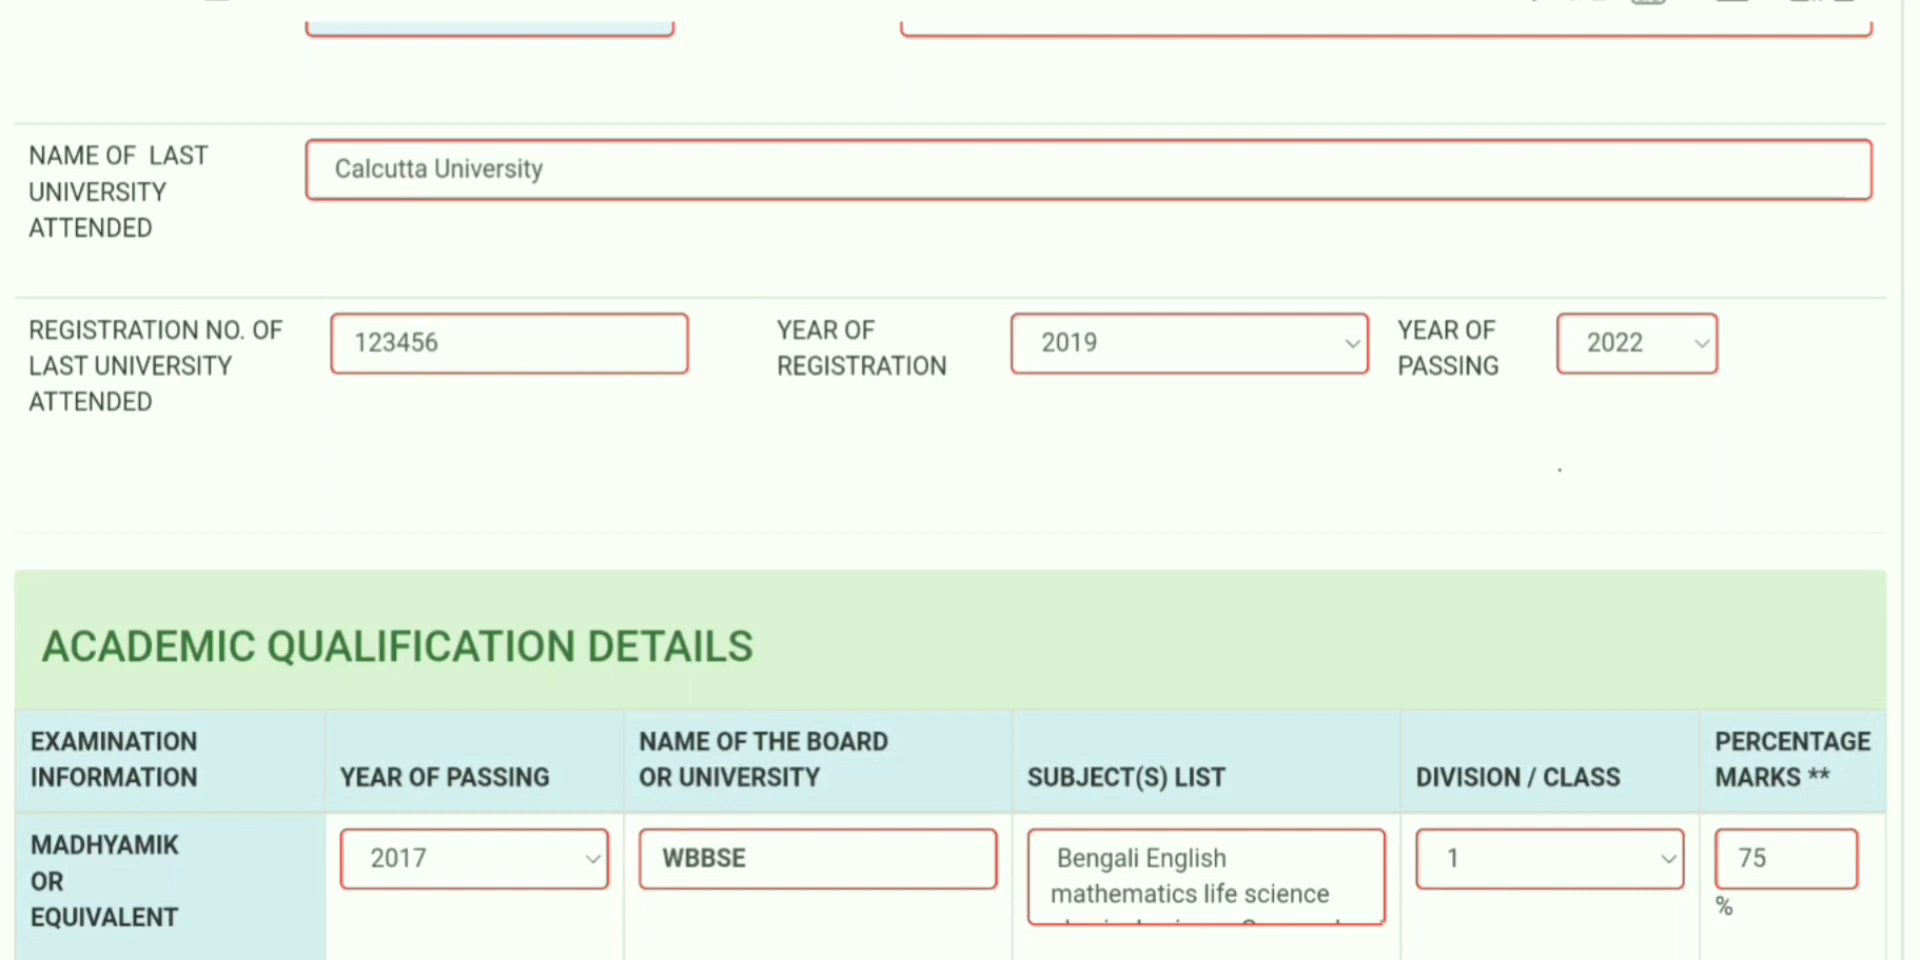 NAME OF LAST
UNIVERSITY
ATTENDED
Calcutta University
REGISTRATION NO. OF
LAST UNIVERSITY
ATTENDED
123456
YEAR OF
REGISTRATION
2019
YEAR OF
PASSING
2022
ACADEMIC QUALIFICATION DETAILS
EXAMINATION
INFORMATION
YEAR OF PASSING
NAME OF THE BOARD
OR UNIVERSITY
SUBJECT(S) LIST
DIVISION / CLASS
PERCENTAGE
MARKS **
MADHYAMIK
OR
EQUIVALENT
2017
WBBSE
Bengali English
mathematics life science
1
75
%